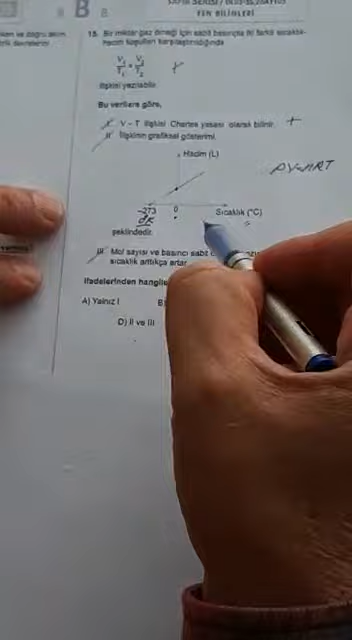 B
B
FEN BİLİMLERİ
15. Bir miktar gaz örneği için sabit basınçta iki farklı sıcaklık-
hacim koşulları karşılaştırıldığında
V₁/T₁ = V₂/T₂
ilişkisi yazılabilir.
Bu verilere göre,
I. V – T ilişkisi Charles yasası olarak bilinir. +
II. İlişkinin grafiksel gösterimi,
Hacim (L)
PV=nRT
-273 0 Sıcaklık (°C)
0K
şeklindedir.
III. Mol sayısı ve basıncı sabit
sıcaklık arttıkça artar
ifadelerinden hangile
A) Yalnız I B)
D) II ve III